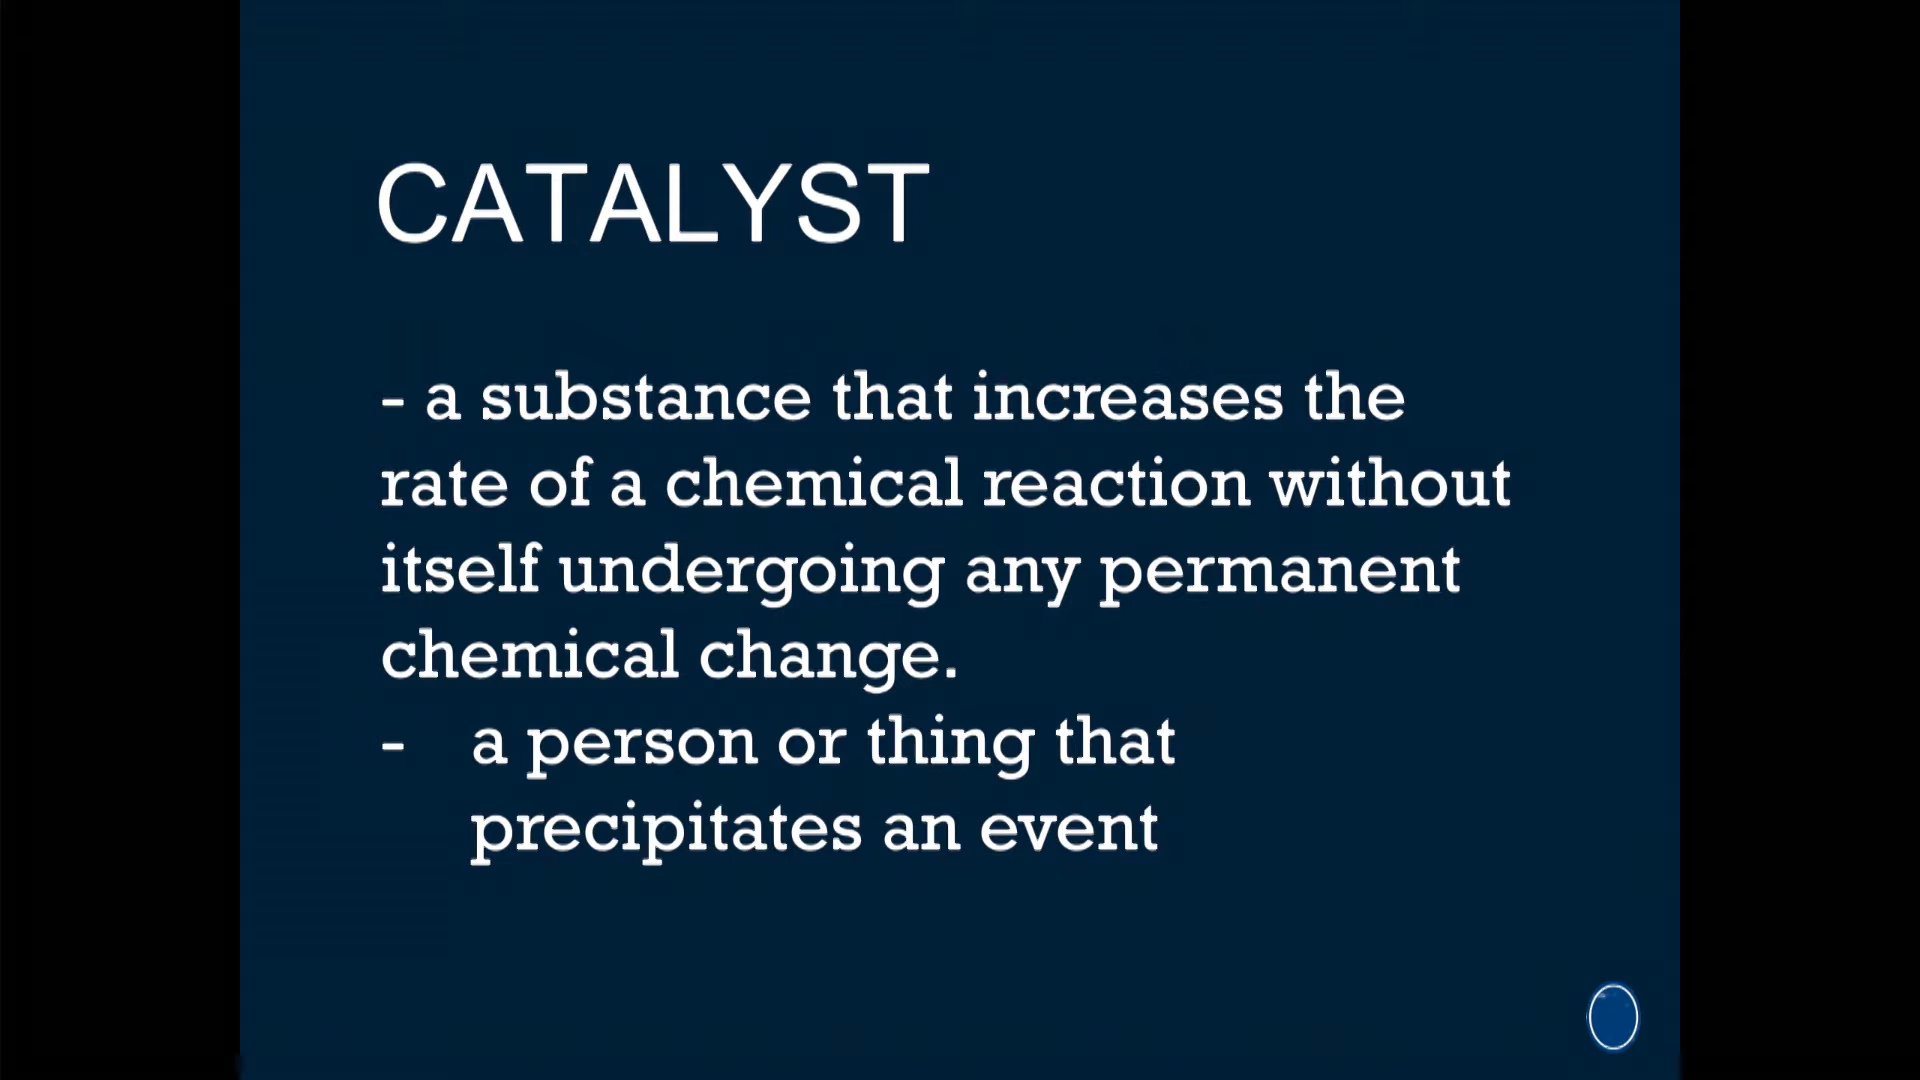 CATALYST
- a substance that increases the
rate of a chemical reaction without
itself undergoing any permanent
chemical change.
- a person or thing that
precipitates an event